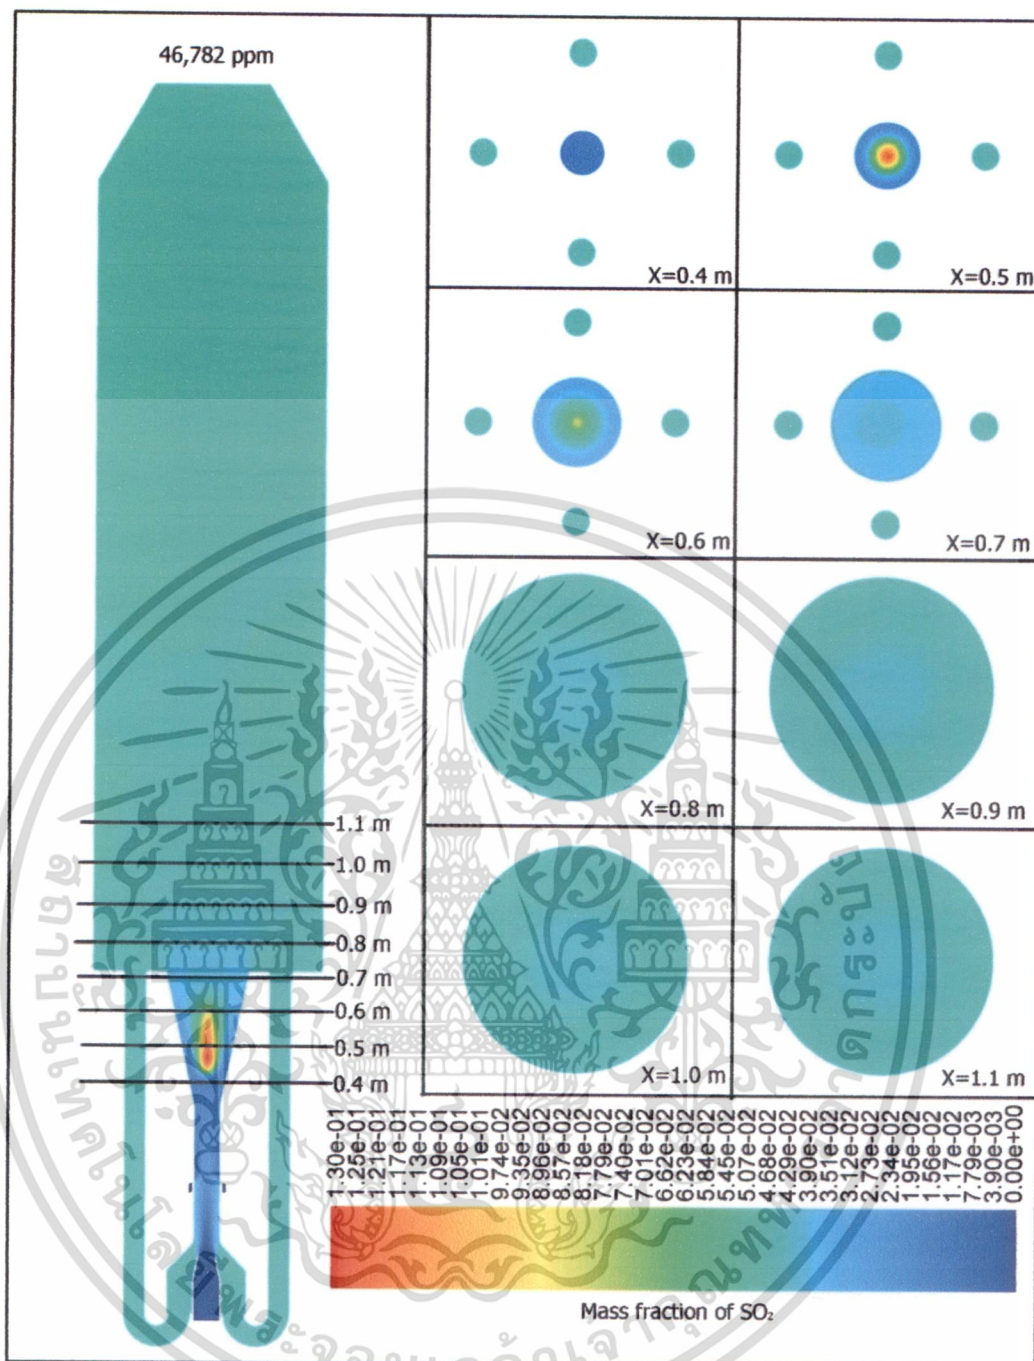 46,782 ppm
X=0.4 m
X=0.5 m
X=0.6 m
X=0.7 m
X=0.8 m
X=0.9 m
X=1.0 m
X=1.1 m
1.1 m
1.0 m
0.9 m
0.8 m
0.7 m
0.6 m
0.5 m
0.4 m
1.30e-01
1.25e-01
1.21e-01
1.17e-01
1.13e-01
1.09e-01
1.05e-01
1.01e-01
9.74e-02
9.35e-02
8.96e-02
8.57e-02
8.18e-02
7.79e-02
7.40e-02
7.01e-02
6.62e-02
6.23e-02
5.84e-02
5.45e-02
5.07e-02
4.68e-02
4.29e-02
3.90e-02
3.51e-02
3.12e-02
2.73e-02
2.34e-02
1.95e-02
1.56e-02
1.17e-02
7.79e-03
3.90e-03
0.00e+00
Mass fraction of SO₂